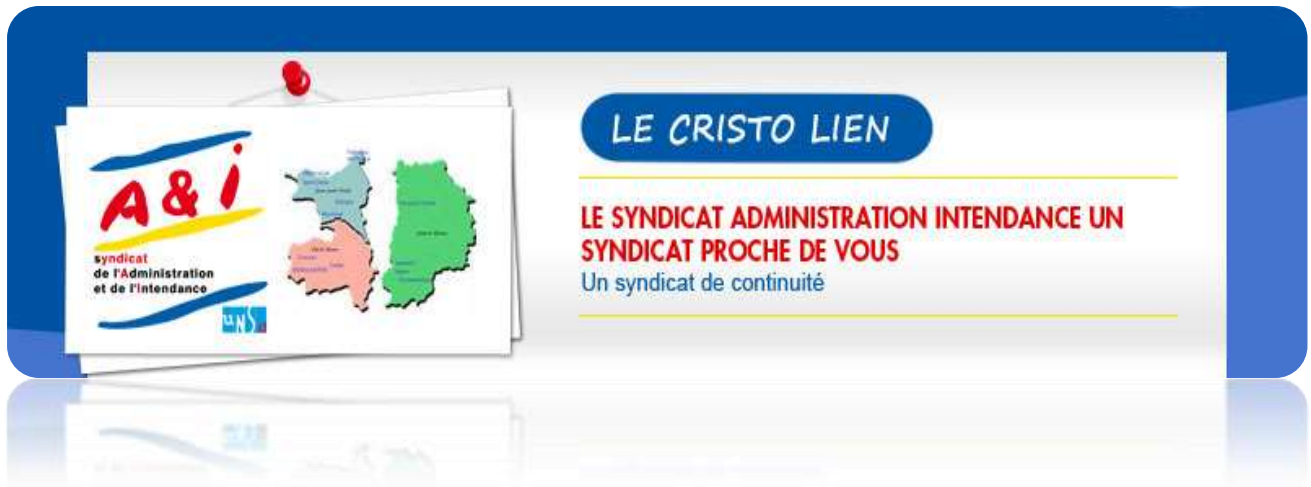 A & i
syndicat
de l'Administration
et de l'Intendance
UNSA
LE CRISTO LIEN
LE SYNDICAT ADMINISTRATION INTENDANCE UN
SYNDICAT PROCHE DE VOUS
Un syndicat de continuité